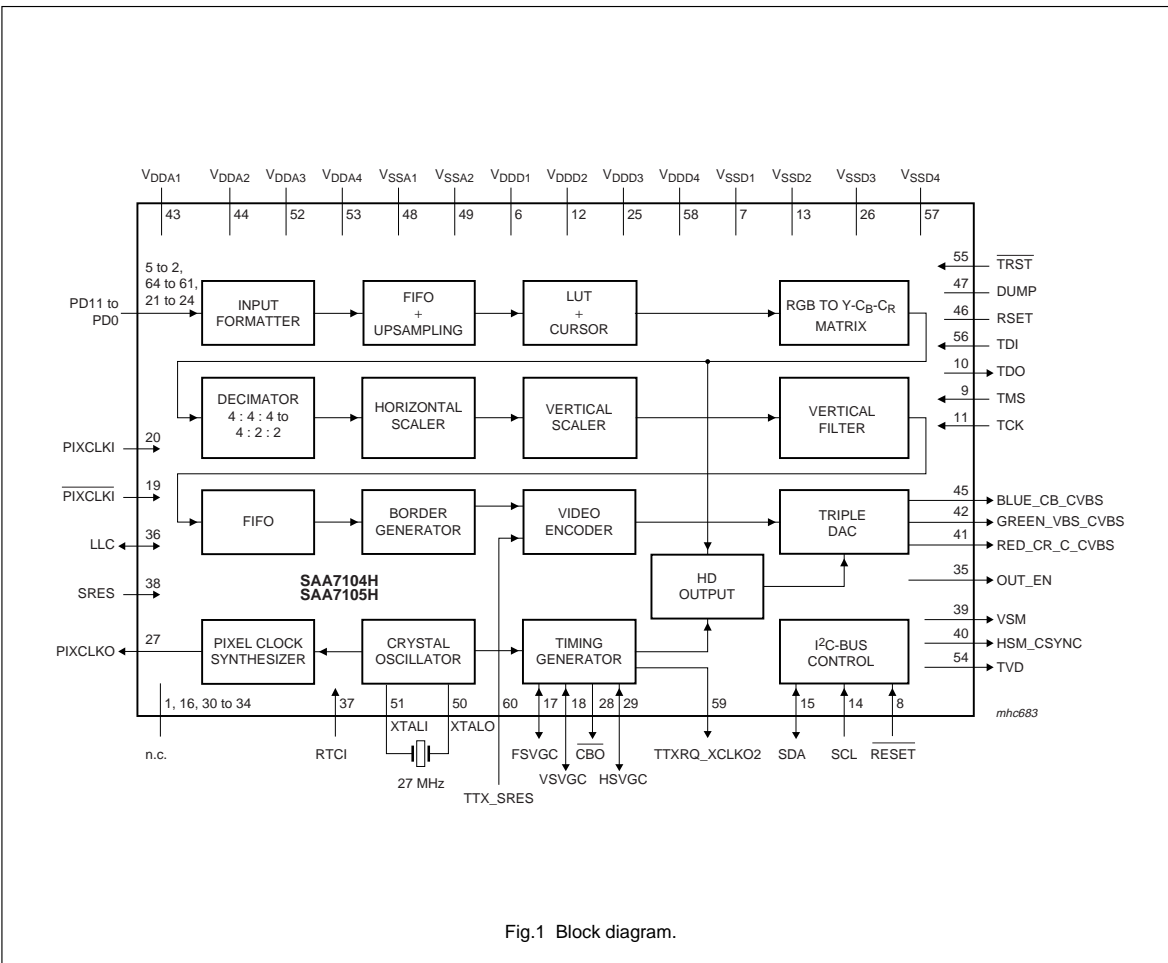 VDDA1 VDDA2 VDDA3 VDDA4 VSSA1 VSSA2 VDDD1 VDDD2 VDDD3 VDDD4 VSSD1 VSSD2 VSSD3 VSSD4
43 44 52 53 48 49 6 12 25 58 7 13 26 57
PD11 to
PD0
5 to 2,
64 to 61,
21 to 24
INPUT
FORMATTER
FIFO
+
UPSAMPLING
LUT
+
CURSOR
RGB TO Y-CB-CR
MATRIX
55 TRST
47 DUMP
46 RSET
56 TDI
10 TDO
9 TMS
11 TCK
DECIMATOR
4 : 4 : 4 to
4 : 2 : 2
HORIZONTAL
SCALER
VERTICAL
SCALER
VERTICAL
FILTER
PIXCLKI 20
PIXCLKI 19
LLC 36
SRES 38
PIXCLKO 27
FIFO
BORDER
GENERATOR
VIDEO
ENCODER
TRIPLE
DAC
45 BLUE_CB_CVBS
42 GREEN_VBS_CVBS
41 RED_CR_C_CVBS
35 OUT_EN
39 VSM
40 HSM_CSYNC
54 TVD
SAA7104H
SAA7105H
HD
OUTPUT
PIXEL CLOCK
SYNTHESIZER
CRYSTAL
OSCILLATOR
TIMING
GENERATOR
I2C-BUS
CONTROL
1, 16, 30 to 34 37 51 50 60 17 18 28 29 59 15 14 8
mhc683
XTALI XTALO
n.c. RTCI FSVGC CBO TTXRQ_XCLKO2 SDA SCL RESET
27 MHz VSVGC HSVGC
TTX_SRES
Fig.1 Block diagram.